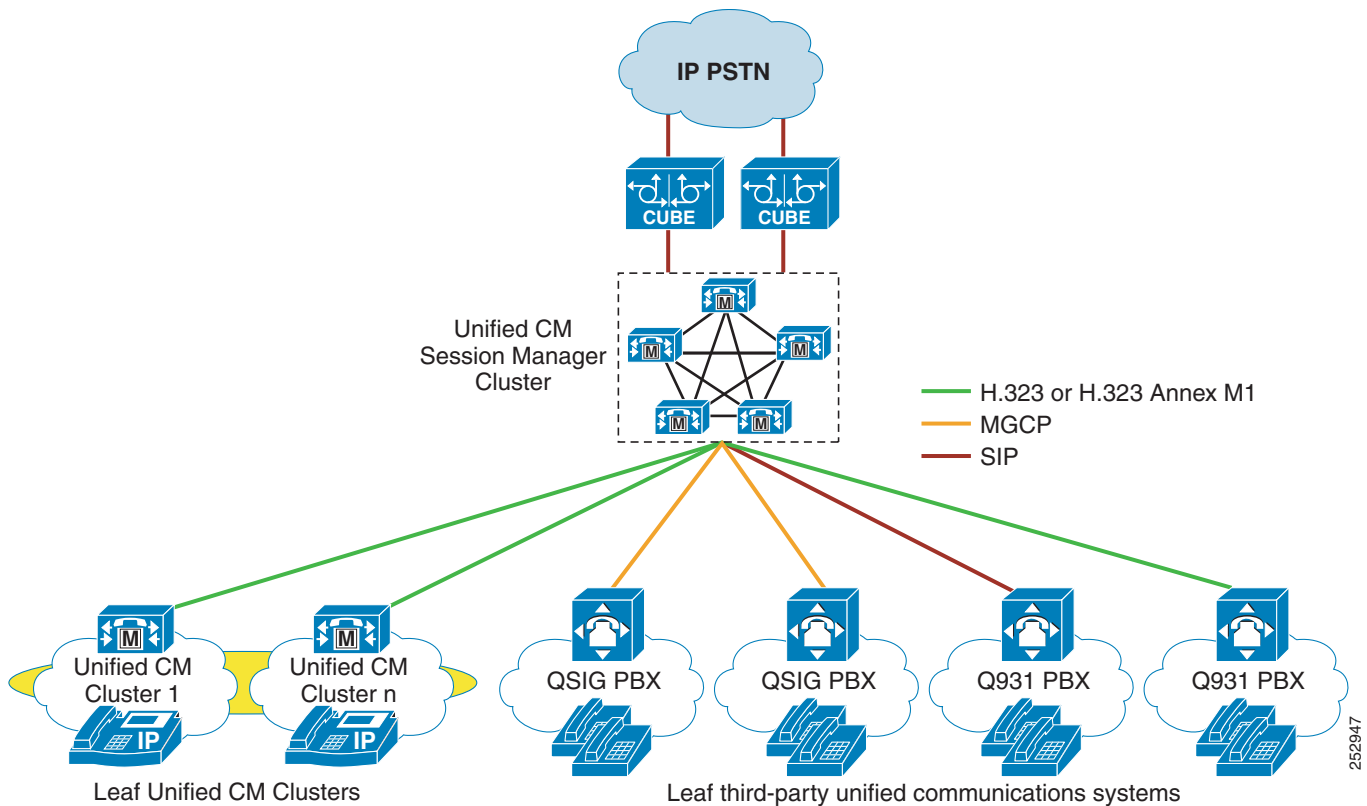 IP PSTN
CUBE
CUBE
M
M
M
M
M
Unified CM
Session Manager
Cluster
H.323 or H.323 Annex M1
MGCP
SIP
M
M
Unified CM
Cluster 1
Unified CM
Cluster n
QSIG PBX
QSIG PBX
Q931 PBX
Q931 PBX
IP
IP
Leaf Unified CM Clusters
Leaf third-party unified communications systems
252947